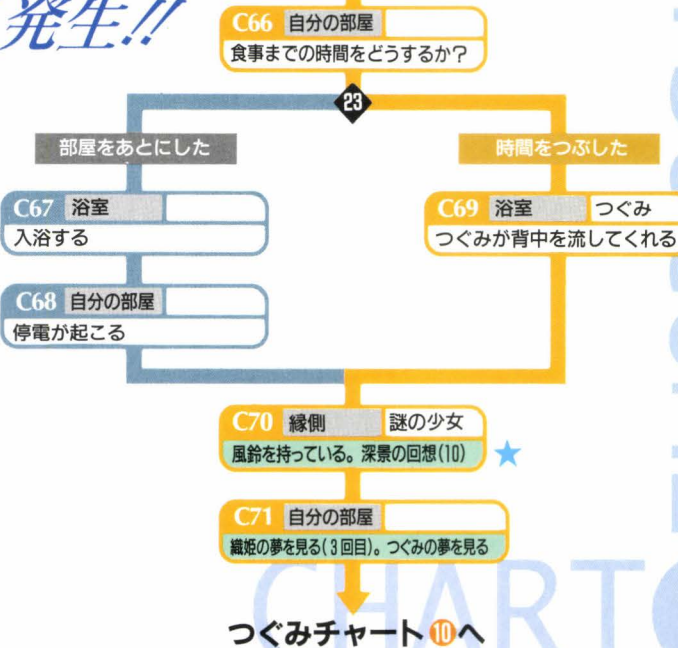 発生!!
C66 自分の部屋
食事までの時間をどうするか?
23
部屋をあとにした
時間をつぶした
C67 浴室
入浴する
C69 浴室 つぐみ
つぐみが背中を流してくれる
C68 自分の部屋
停電が起こる
C70 縁側 謎の少女
風鈴を持っている。深景の回想(10)
C71 自分の部屋
織姫の夢を見る(3回目)。つぐみの夢を見る
つぐみチャート⑩へ
CHART